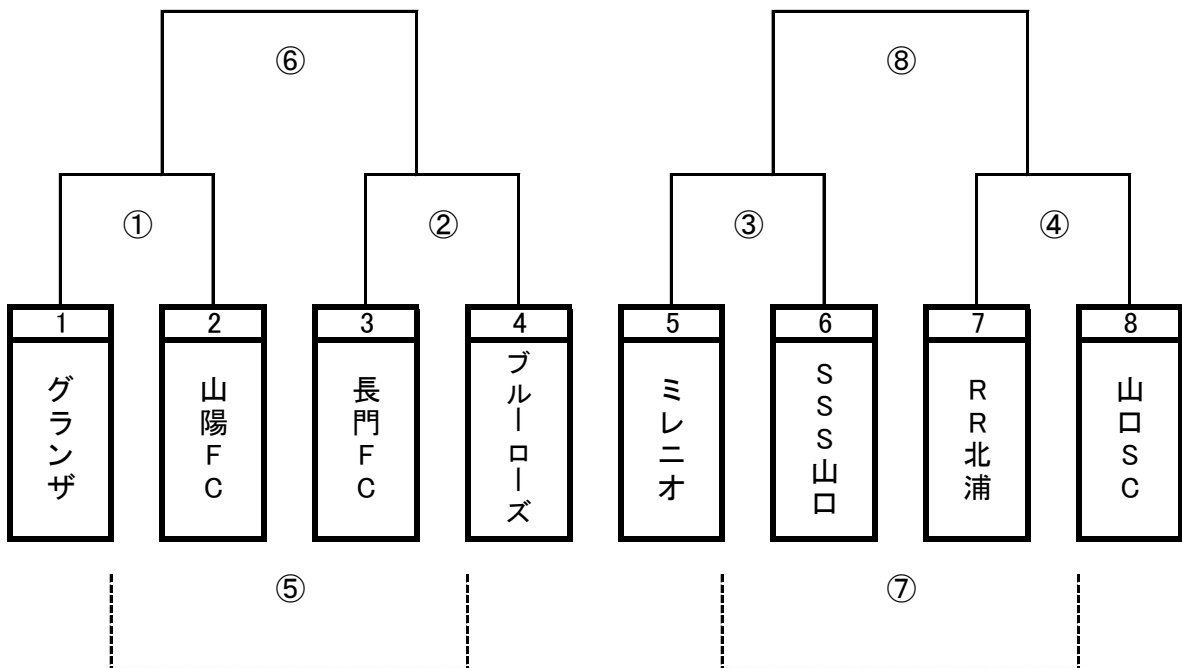 ⑥ ⑧
① ② ③ ④
1 2 3 4 5 6 7 8
グランザ
山陽FC
長門FC
ブルーローズ
ミレニオ
SSS山口
RR北浦
山口SC
⑤ ⑦